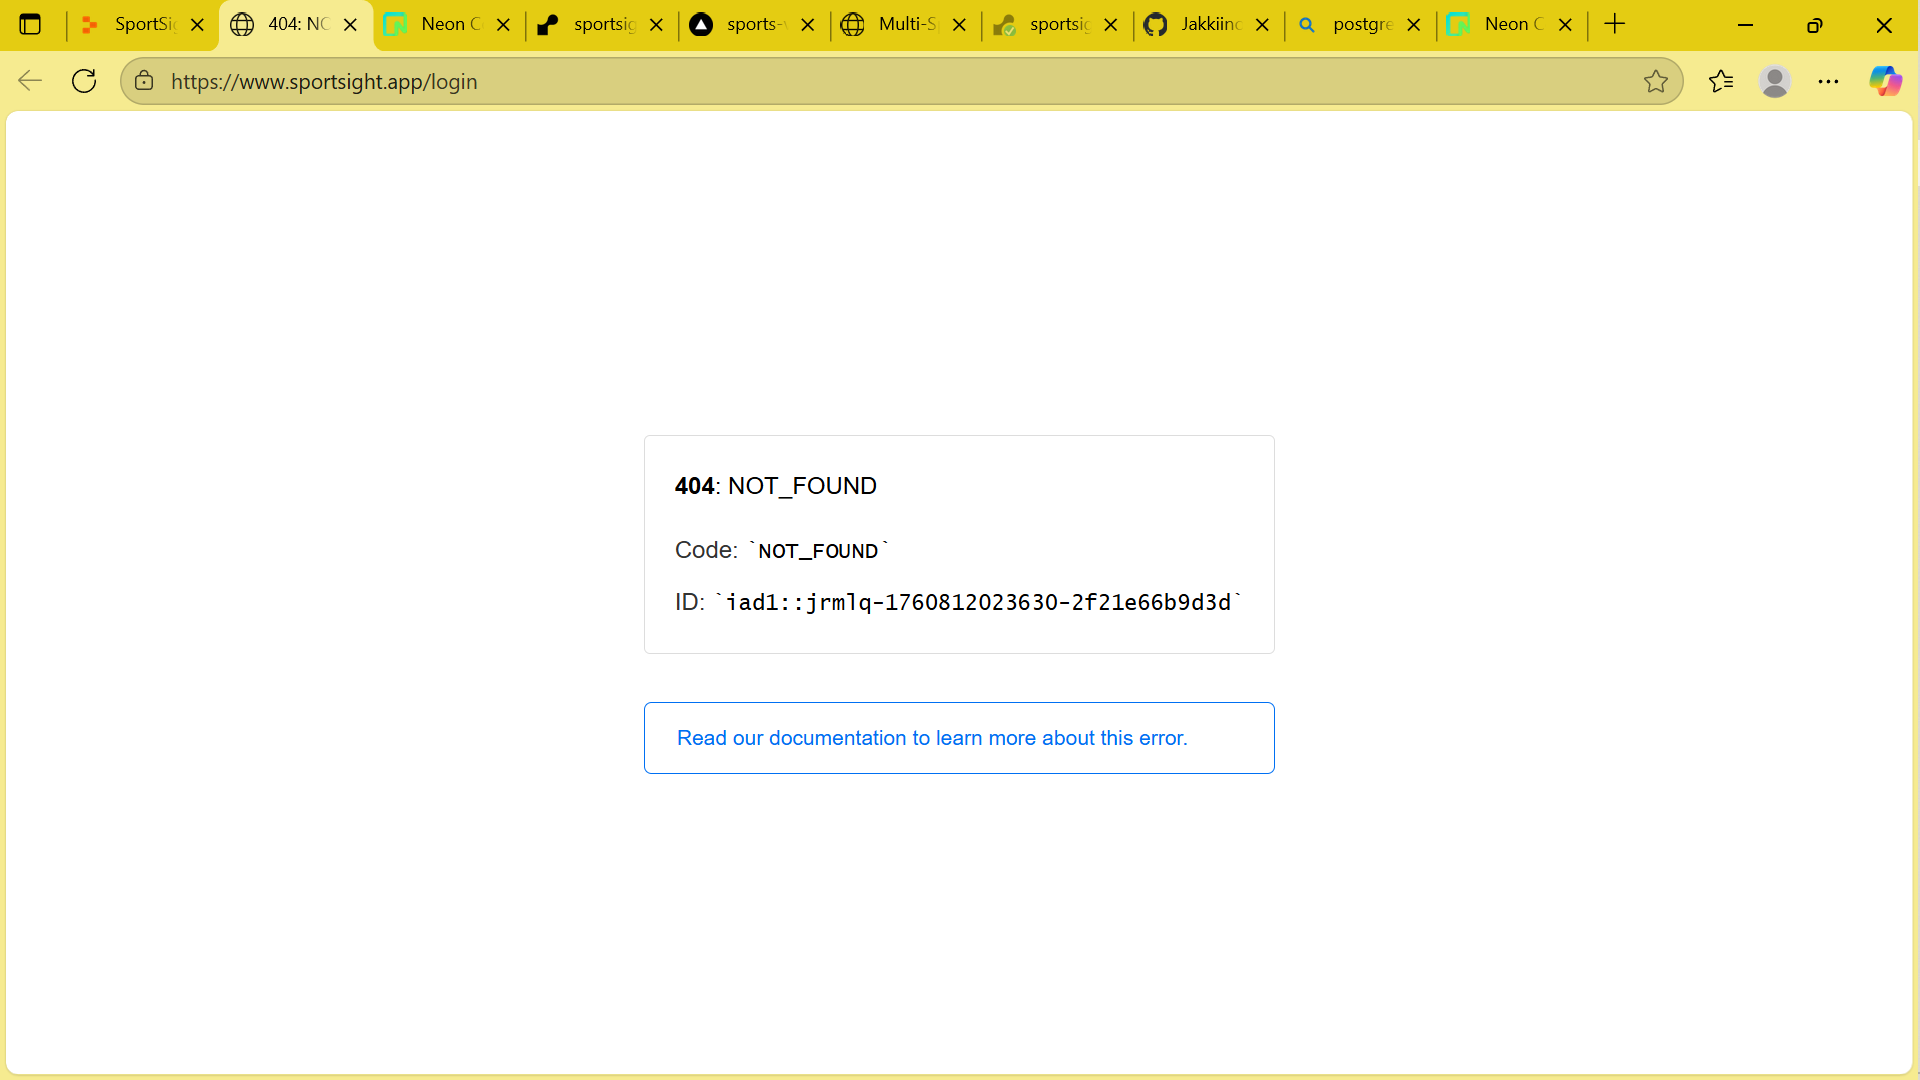 SportSi
404: NO
Neon C
sportsig
sports-
Multi-S
sportsig
Jakkiin
postgre
Neon C
https://www.sportsight.app/login
404: NOT_FOUND
Code: `NOT_FOUND`
ID: `iad1::jrmlq-1760812023630-2f21e66b9d3d`
Read our documentation to learn more about this error.